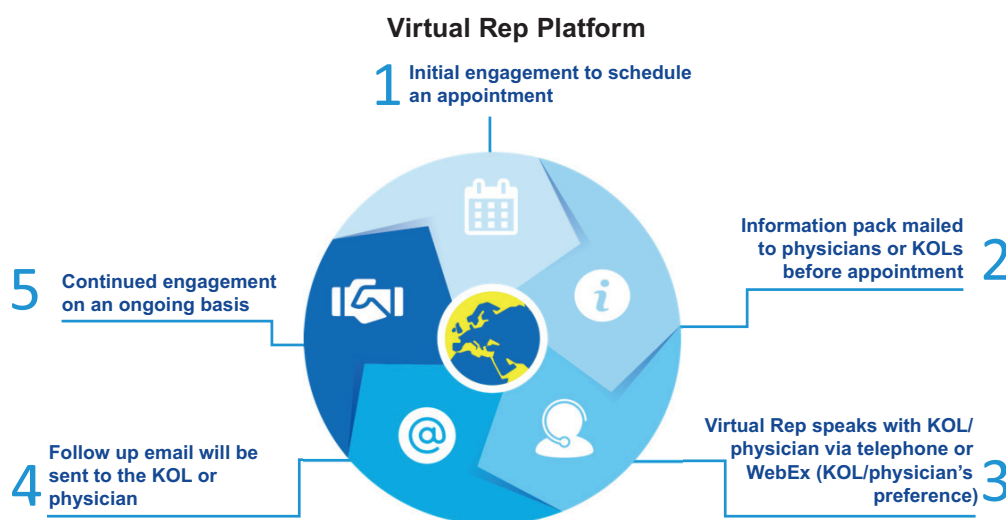 Virtual Rep Platform
1
Initial engagement to schedule
an appointment
Information pack mailed
to physicians or KOLs
before appointment
2
Virtual Rep speaks with KOL/
physician via telephone or
WebEx (KOL/physician's
preference)
3
4
Follow up email will be
sent to the KOL or
physician
5
Continued engagement
on an ongoing basis
i
@